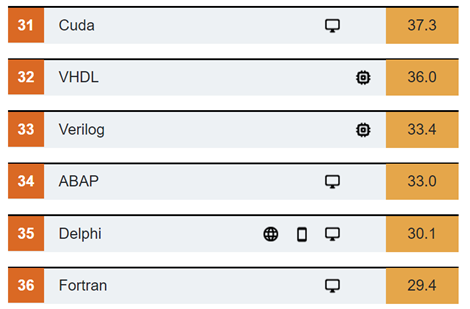 31 Cuda 37.3
32 VHDL 36.0
33 Verilog 33.4
34 ABAP 33.0
35 Delphi 30.1
36 Fortran 29.4